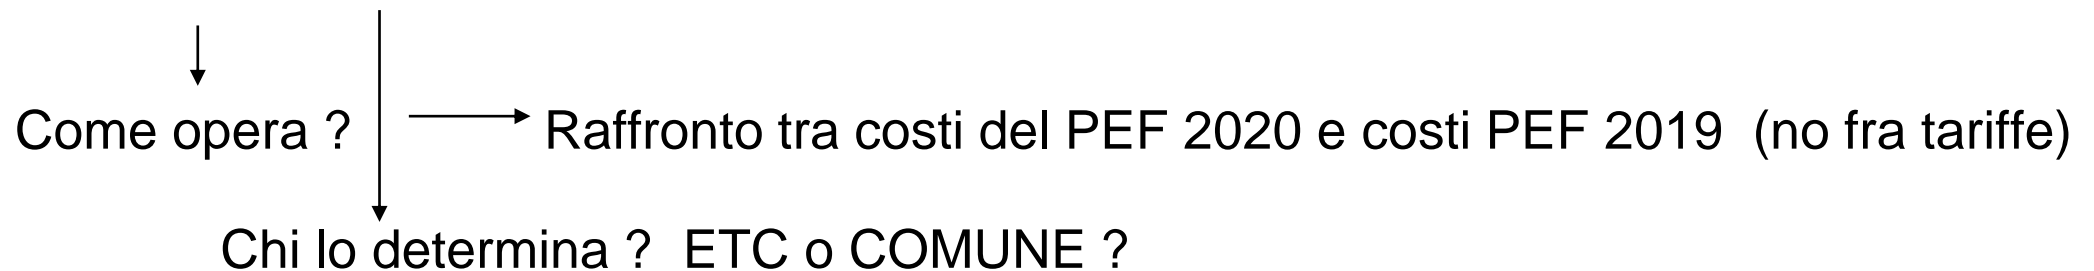 Come opera ? Raffronto tra costi del PEF 2020 e costi PEF 2019 (no fra tariffe)
Chi lo determina ? ETC o COMUNE ?